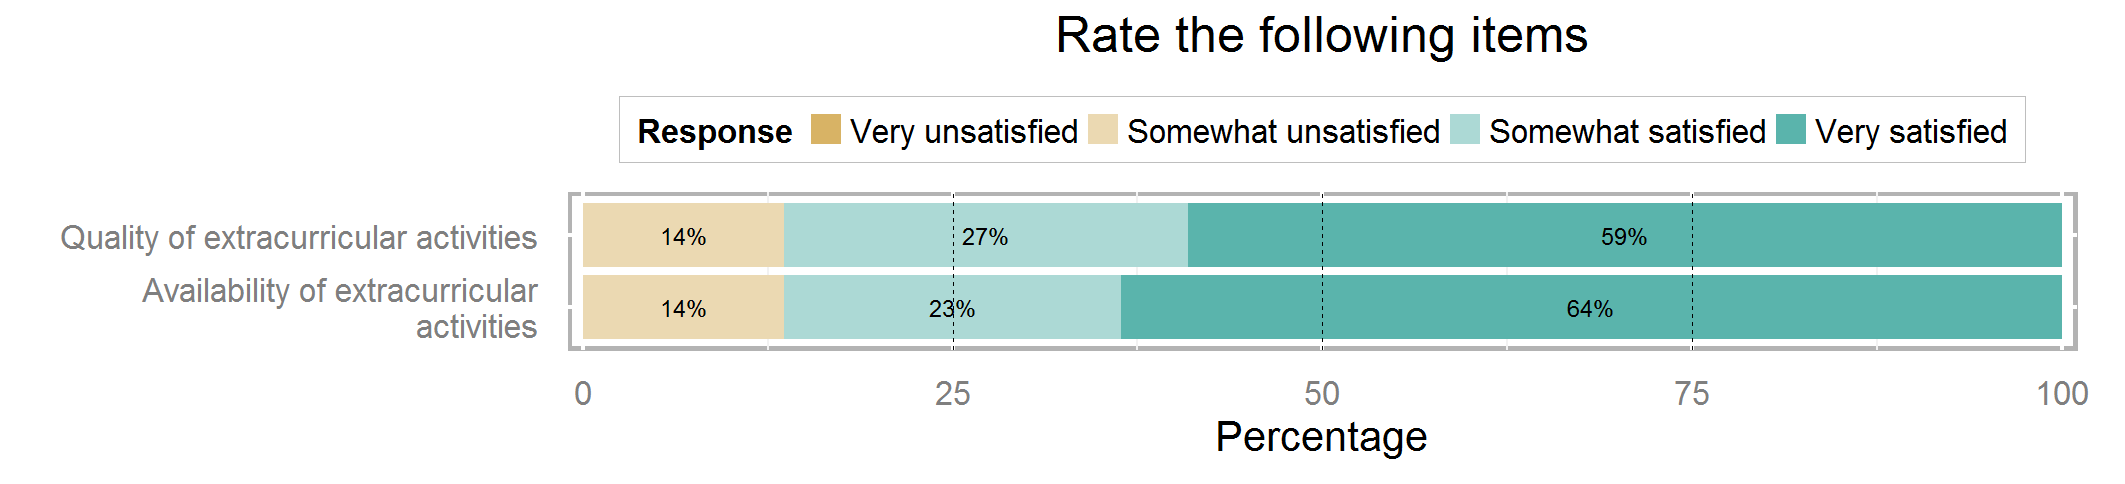 Rate the following items
Response Very unsatisfied Somewhat unsatisfied Somewhat satisfied Very satisfied
Quality of extracurricular activities 14% 27% 59%
Availability of extracurricular
activities 14% 23% 64%
0 25 50 75 100
Percentage